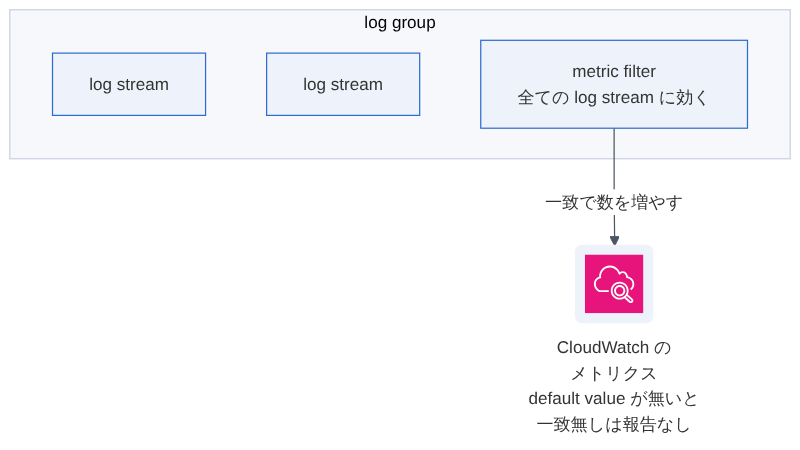 log group
log stream
log stream
metric filter
全ての log stream に効く
一致で数を増やす
CloudWatch の
メトリクス
default value が無いと
一致無しは報告なし